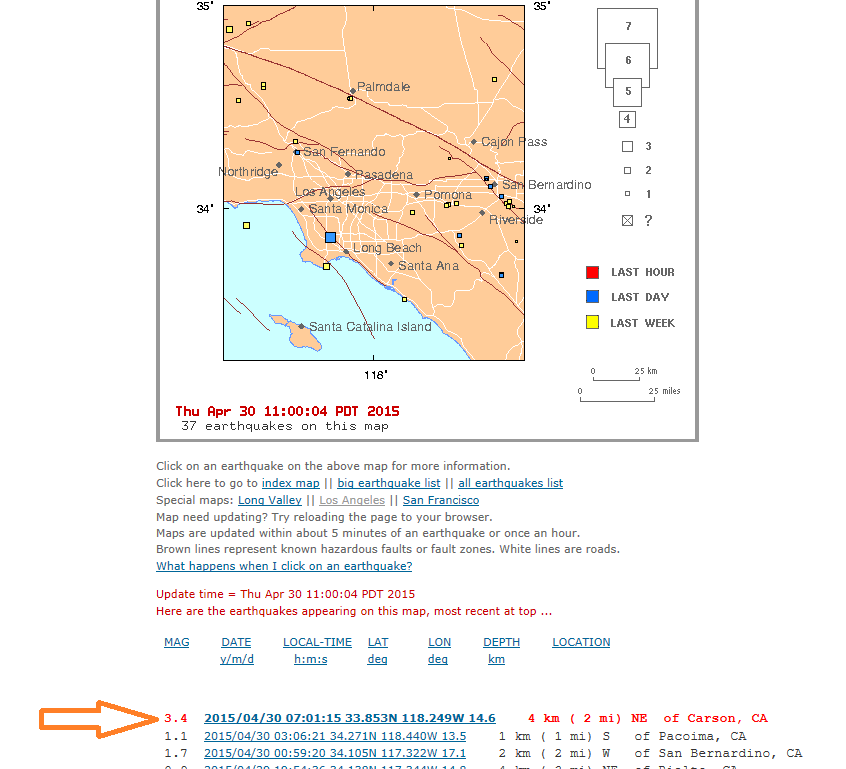 35° 35°
7
6
5
4
3
2
1
?
Palmdale
Cajon Pass
San Fernando
Northridge
Pasadena
San Bernardino
Los Angeles
Pomona
34° Santa Monica 34°
Riverside
Long Beach
Santa Ana
Santa Catalina Island
LAST HOUR
LAST DAY
LAST WEEK
118°
0 25 km
0 25 miles
Thu Apr 30 11:00:04 PDT 2015
37 earthquakes on this map
Click on an earthquake on the above map for more information.
Click here to go to index map || big earthquake list || all earthquakes list
Special maps: Long Valley || Los Angeles || San Francisco
Map need updating? Try reloading the page to your browser.
Maps are updated within about 5 minutes of an earthquake or once an hour.
Brown lines represent known hazardous faults or fault zones. White lines are roads.
What happens when I click on an earthquake?
Update time = Thu Apr 30 11:00:04 PDT 2015
Here are the earthquakes appearing on this map, most recent at top ...
MAG DATE LOCAL-TIME LAT LON DEPTH LOCATION
y/m/d h:m:s deg deg km
3.4 2015/04/30 07:01:15 33.853N 118.249W 14.6 4 km ( 2 mi) NE of Carson, CA
1.1 2015/04/30 03:06:21 34.271N 118.440W 13.5 1 km ( 1 mi) S of Pacoima, CA
1.7 2015/04/30 00:59:20 34.105N 117.322W 17.1 2 km ( 2 mi) W of San Bernardino, CA